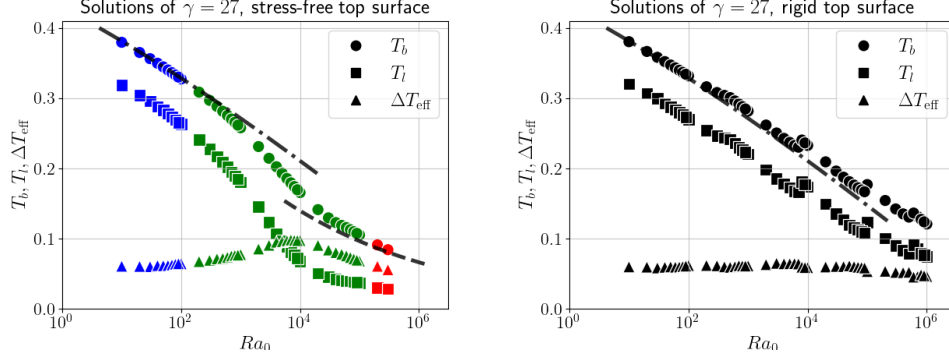 Solutions of γ = 27, stress-free top surface
0.4
0.3
0.2
0.1
0.0
T_b, T_l, ΔT_eff
T_b
T_l
ΔT_eff
10^0
10^2
10^4
10^6
Ra_0
Solutions of γ = 27, rigid top surface
0.4
0.3
0.2
0.1
0.0
T_b, T_l, ΔT_eff
T_b
T_l
ΔT_eff
10^0
10^2
10^4
10^6
Ra_0